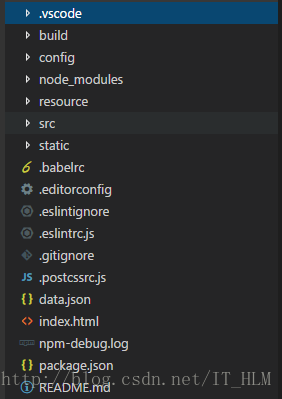 .vscode
build
config
node_modules
resource
src
static
.babelrc
.editorconfig
.eslintignore
.eslintrc.js
.gitignore
.postcssrc.js
data.json
index.html
npm-debug.log
package.json
http://blog.csdn.net/IT_HLM
README.md